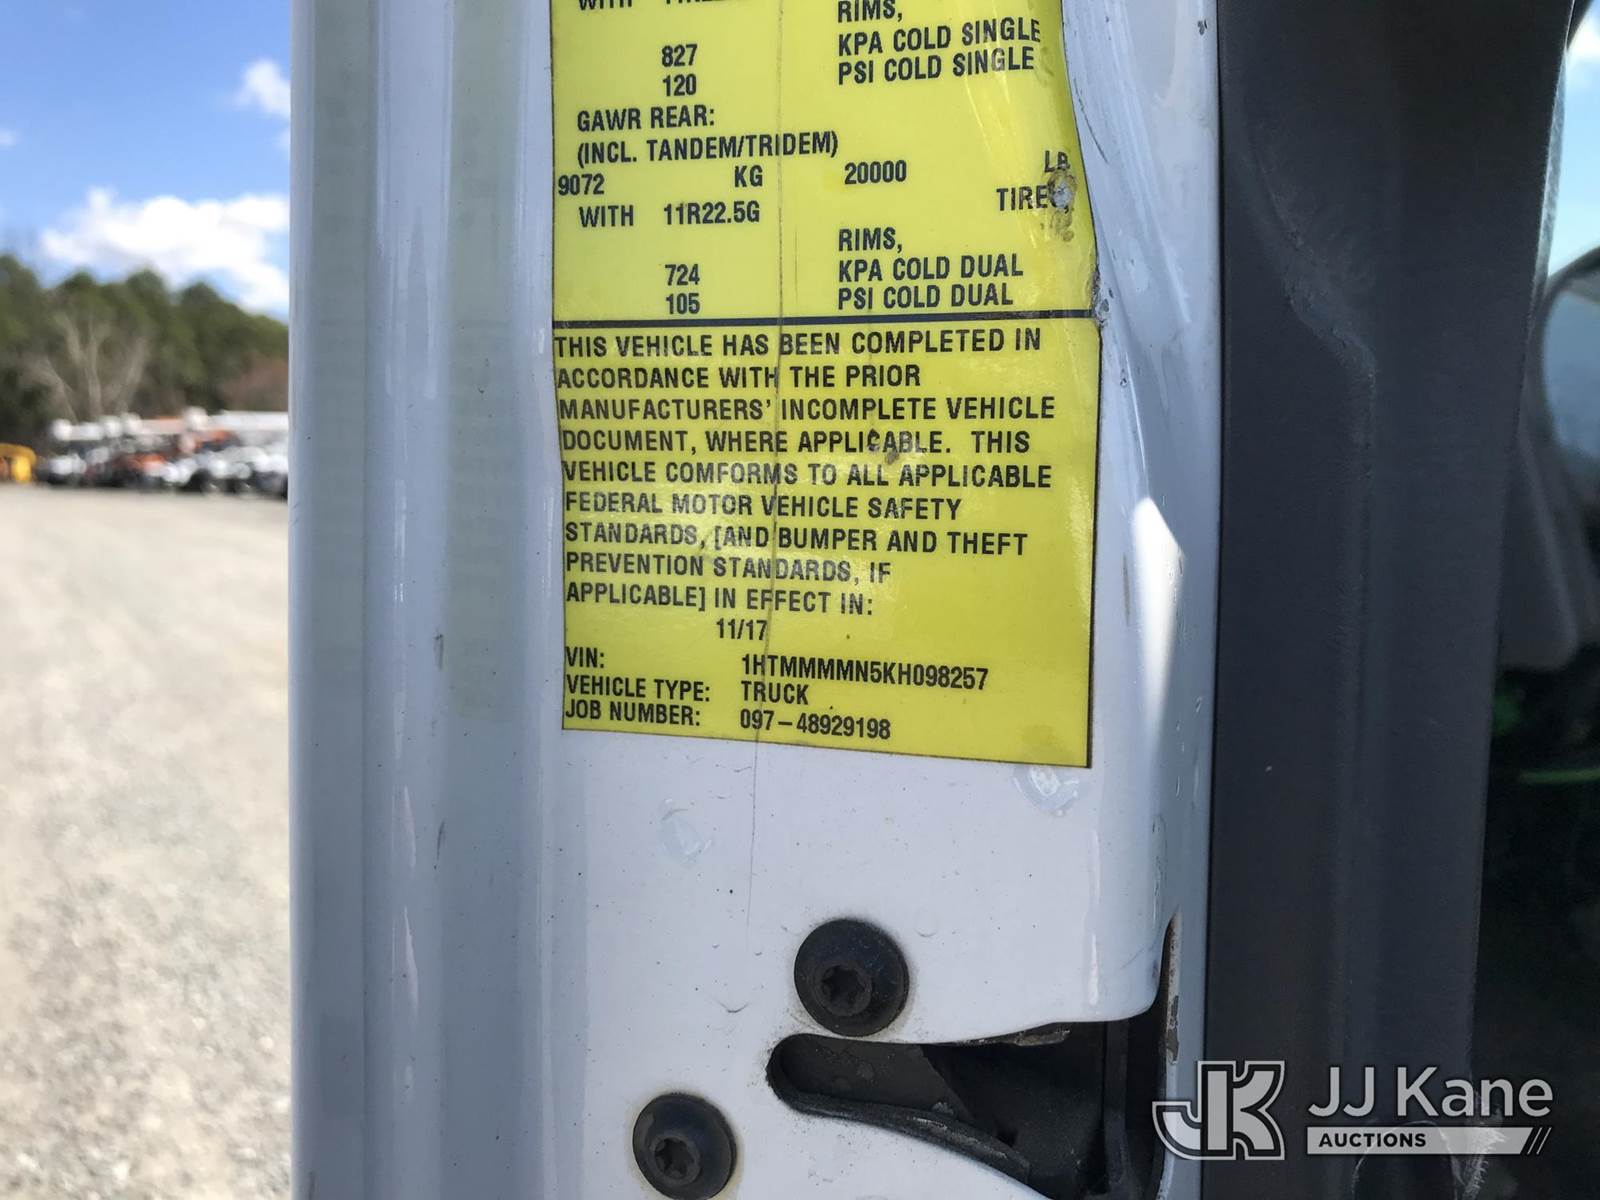 WITH
RIMS,
827 KPA COLD SINGLE
120 PSI COLD SINGLE
GAWR REAR:
(INCL. TANDEM/TRIDEM)
9072 KG 20000 LB
WITH 11R22.5G TIRES,
RIMS,
724 KPA COLD DUAL
105 PSI COLD DUAL
THIS VEHICLE HAS BEEN COMPLETED IN
ACCORDANCE WITH THE PRIOR
MANUFACTURERS' INCOMPLETE VEHICLE
DOCUMENT, WHERE APPLICABLE. THIS
VEHICLE COMFORMS TO ALL APPLICABLE
FEDERAL MOTOR VEHICLE SAFETY
STANDARDS, [AND BUMPER AND THEFT
PREVENTION STANDARDS, IF
APPLICABLE] IN EFFECT IN:
11/17
VIN: 1HTMMMMN5KH098257
VEHICLE TYPE: TRUCK
JOB NUMBER: 097-48929198
JK JJ Kane
AUCTIONS